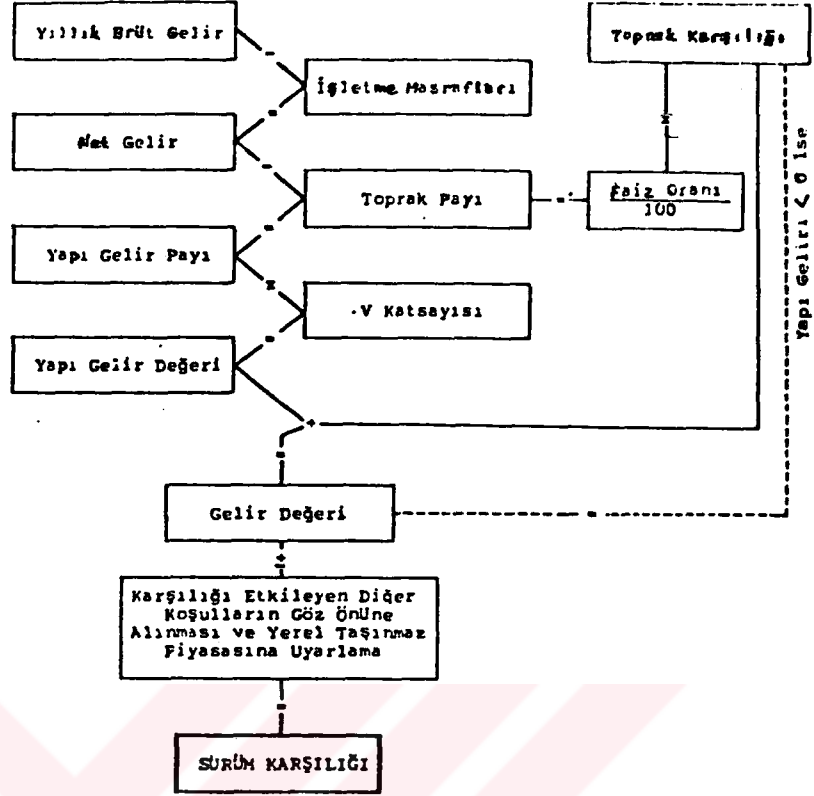 Yıllık Brüt Gelir
Toprak Karşılığı
İşletme Masrafları
Net Gelir
Toprak Payı
Faiz Oranı
100
Yapı Gelir Payı
V Katsayısı
Yapı Gelir Değeri
Yapı Geliri < 0 ise
Gelir Değeri
Karşılığı Etkileyen Diğer
Koşulların Göz Önüne
Alınması ve Yerel Taşınmaz
Piyasasına Uyarlama
SÜRÜM KARŞILIĞI